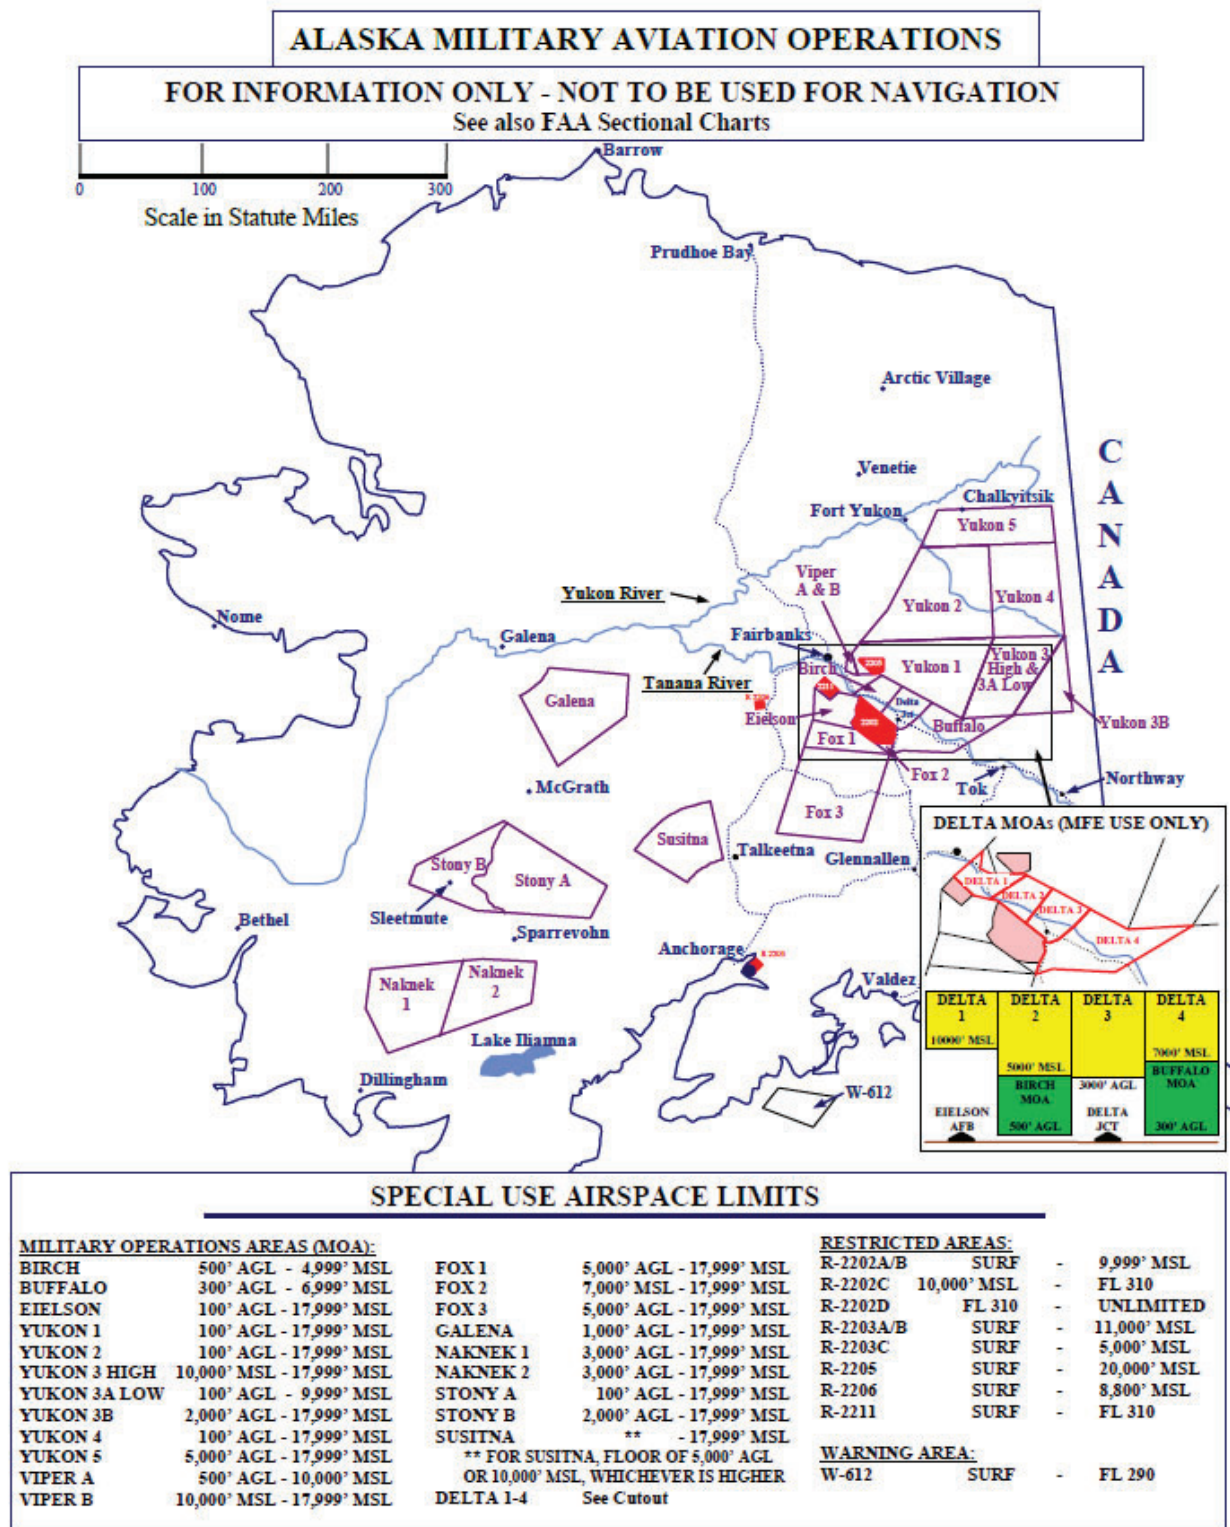 ALASKA MILITARY AVIATION OPERATIONS
FOR INFORMATION ONLY - NOT TO BE USED FOR NAVIGATION
See also FAA Sectional Charts
0 100 200 300
Scale in Statute Miles
Barrow
Prudhoe Bay
Arctic Village
Venetie
Chalkyitsik
Fort Yukon
CANADA
Yukon 5
Viper
A & B
Yukon 2
Yukon 4
Yukon River
Nome
Galena
Fairbanks
Tanana River
Birch
2205
Yukon 1
Yukon 3
High &
3A Low
2211
Galena
Eielson
2202
Delta
Buffalo
Yukon 3B
Fox 1
Fox 2
Tok
Northway
McGrath
Fox 3
Susitna
Talkeetna
Glennallen
Stony B
Stony A
Sleetmute
Bethel
Sparrevohn
Anchorage
Naknek
1
Naknek
2
Valdez
Lake Iliamna
Dillingham
W-612
DELTA MOAs (MFE USE ONLY)
DELTA 1
DELTA 2
DELTA 3
DELTA 4
DELTA
1
DELTA
2
DELTA
3
DELTA
4
10000' MSL
5000' MSL
3000' AGL
7000' MSL
BIRCH
MOA
BUFFALO
MOA
EIELSON
AFB
500' AGL
DELTA
JCT
300' AGL
SPECIAL USE AIRSPACE LIMITS
MILITARY OPERATIONS AREAS (MOA):
BIRCH 500' AGL - 4,999' MSL
BUFFALO 300' AGL - 6,999' MSL
EIELSON 100' AGL - 17,999' MSL
YUKON 1 100' AGL - 17,999' MSL
YUKON 2 100' AGL - 17,999' MSL
YUKON 3 HIGH 10,000' MSL - 17,999' MSL
YUKON 3A LOW 100' AGL - 9,999' MSL
YUKON 3B 2,000' AGL - 17,999' MSL
YUKON 4 100' AGL - 17,999' MSL
YUKON 5 5,000' AGL - 17,999' MSL
VIPER A 500' AGL - 10,000' MSL
VIPER B 10,000' MSL - 17,999' MSL
FOX 1 5,000' AGL - 17,999' MSL
FOX 2 7,000' MSL - 17,999' MSL
FOX 3 5,000' AGL - 17,999' MSL
GALENA 1,000' AGL - 17,999' MSL
NAKNEK 1 3,000' AGL - 17,999' MSL
NAKNEK 2 3,000' AGL - 17,999' MSL
STONY A 100' AGL - 17,999' MSL
STONY B 2,000' AGL - 17,999' MSL
SUSITNA ** - 17,999' MSL
** FOR SUSITNA, FLOOR OF 5,000' AGL
OR 10,000' MSL, WHICHEVER IS HIGHER
DELTA 1-4 See Cutout
RESTRICTED AREAS:
R-2202A/B SURF - 9,999' MSL
R-2202C 10,000' MSL - FL 310
R-2202D FL 310 - UNLIMITED
R-2203A/B SURF - 11,000' MSL
R-2203C SURF - 5,000' MSL
R-2205 SURF - 20,000' MSL
R-2206 SURF - 8,800' MSL
R-2211 SURF - FL 310
WARNING AREA:
W-612 SURF - FL 290